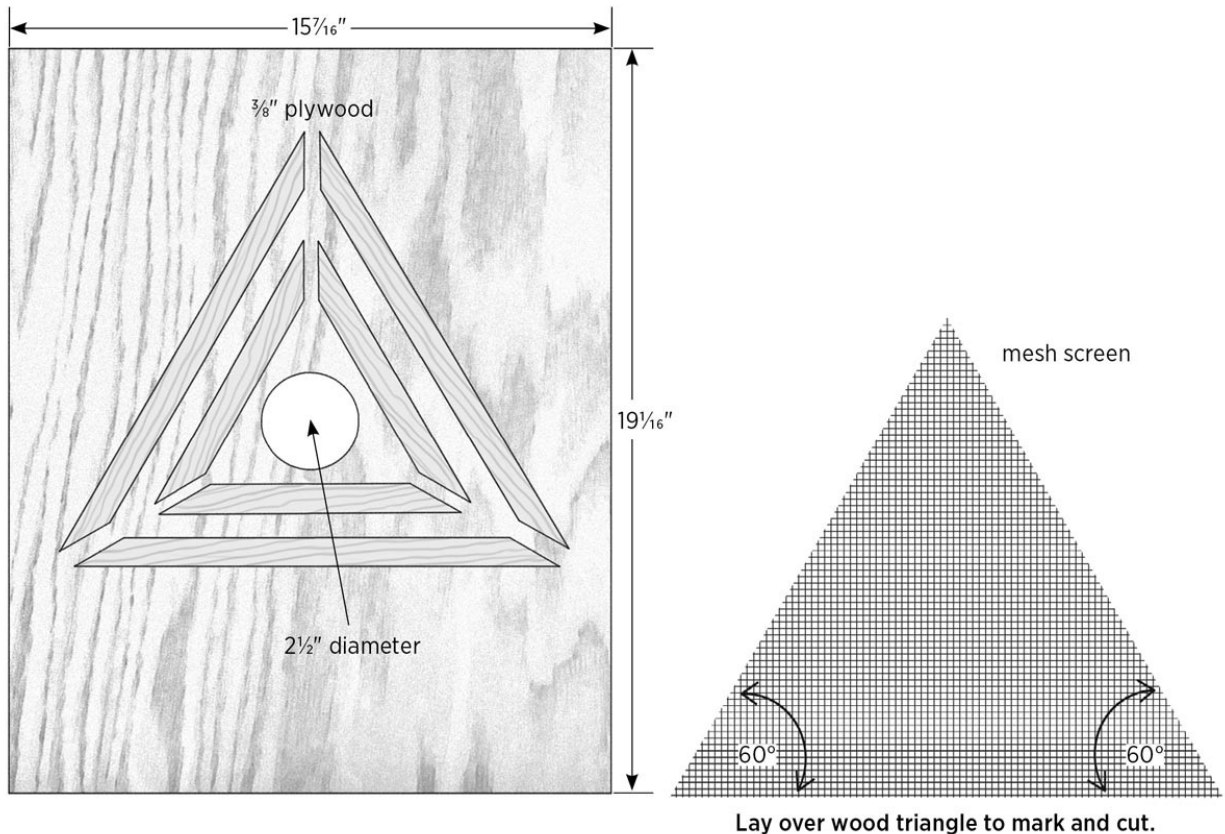 15⁷⁄₁₆″
⅜″ plywood
19¹⁄₁₆″
mesh screen
2½″ diameter
60°
60°
Lay over wood triangle to mark and cut.